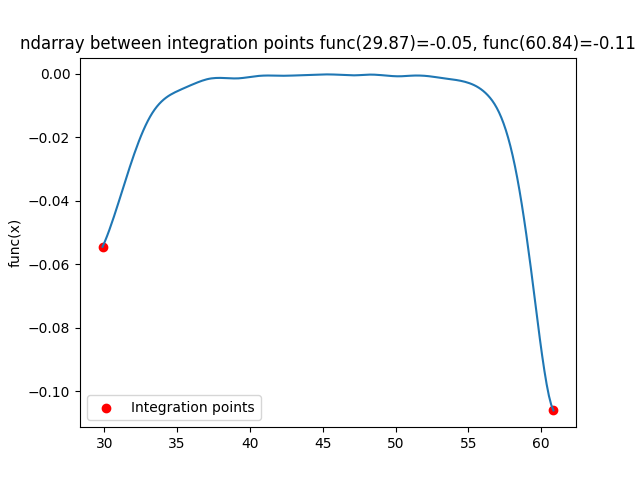 ndarray between integration points func(29.87)=-0.05, func(60.84)=-0.11
func(x)
0.00
−0.02
−0.04
−0.06
−0.08
−0.10
Integration points
30 35 40 45 50 55 60